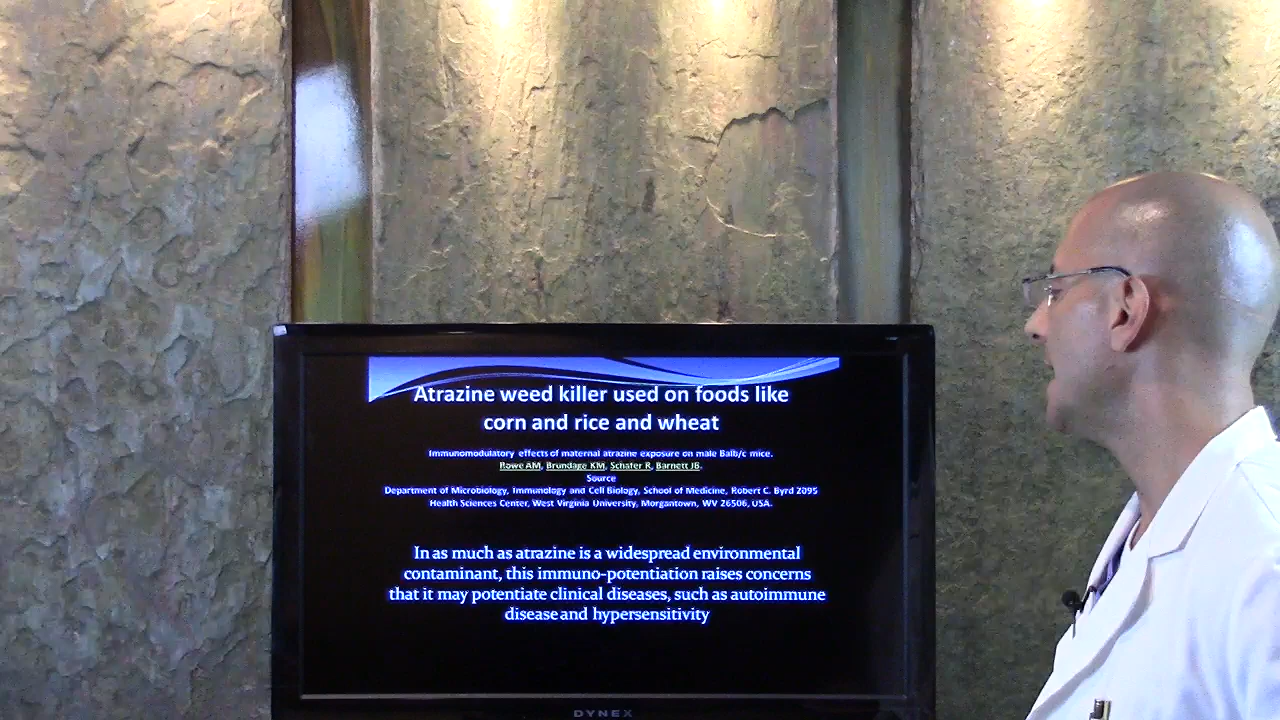 Atrazine weed killer used on foods like
corn and rice and wheat
Immunomodulatory effects of maternal atrazine exposure on male Balb/c mice.
Rowe AM, Brundage KM, Schafer R, Barnett JB.
Source
Department of Microbiology, Immunology and Cell Biology, School of Medicine, Robert C. Byrd 2095
Health Sciences Center, West Virginia University, Morgantown, WV 26506, USA.
In as much as atrazine is a widespread environmental
contaminant, this immuno-potentiation raises concerns
that it may potentiate clinical diseases, such as autoimmune
disease and hypersensitivity
DYNEX